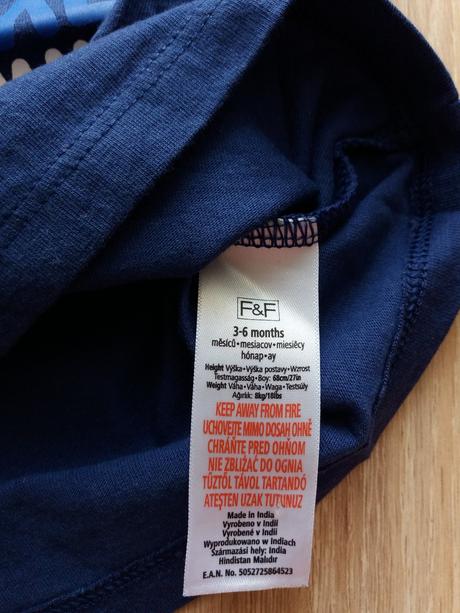 F&F
3-6 months
měsíců•mesiacov•miesięcy
hónap•ay
Height Výška•Výška postavy•Wzrost
Testmagasság•Boy: 68cm/27in
Weight Váha•Váha•Waga•Testsúly
Ağırlık: 8kg/18lbs
KEEP AWAY FROM FIRE
UCHOVEJTE MIMO DOSAH OHNĚ
CHRÁŇTE PRED OHŇOM
NIE ZBLIŻAĆ DO OGNIA
TŰZTŐL TÁVOL TARTANDÓ
ATEŞTEN UZAK TUTUNUZ
Made in India
Vyrobeno v Indii
Vyrobené v Indii
Wyprodukowano w Indiach
Származási hely: India
Hindistan Malıdır
E.A.N. No. 5052725864523